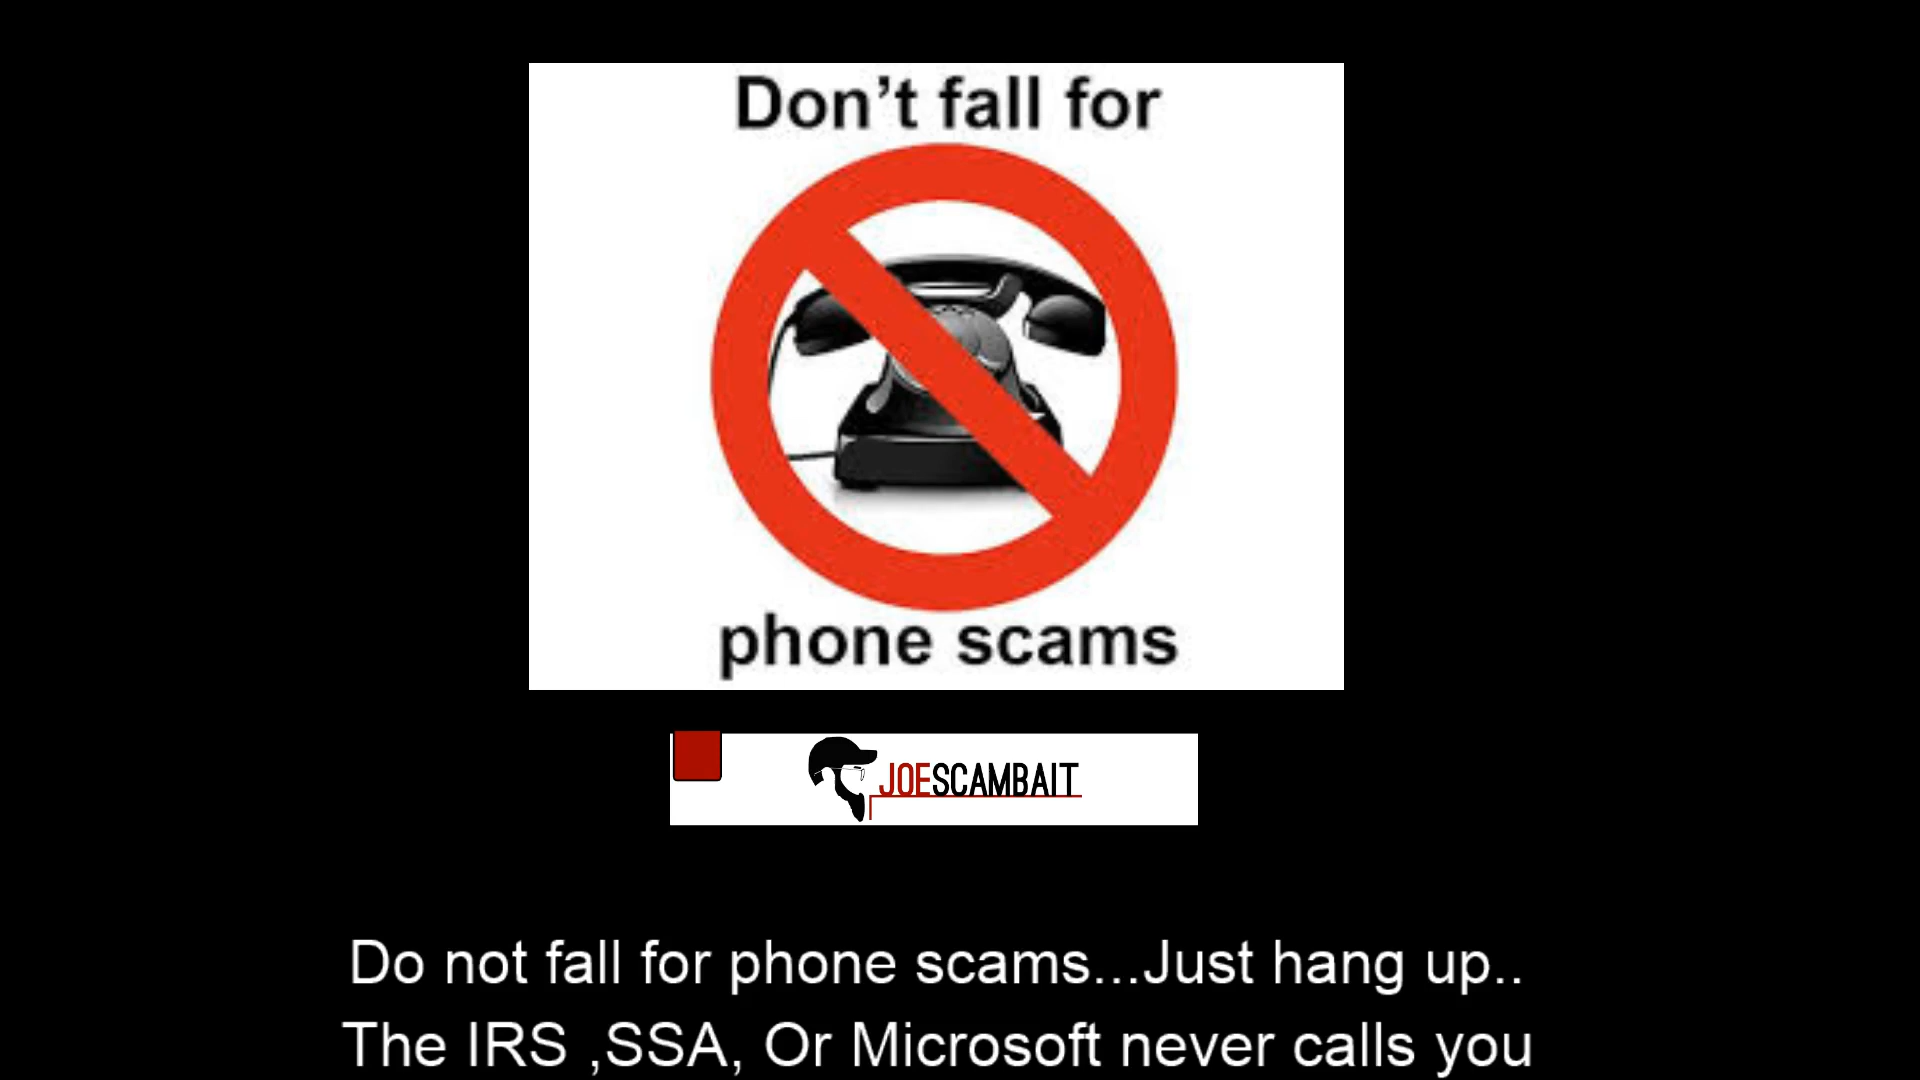 Don’t fall for
phone scams
JOESCAMBAIT
Do not fall for phone scams...Just hang up..
The IRS ,SSA, Or Microsoft never calls you